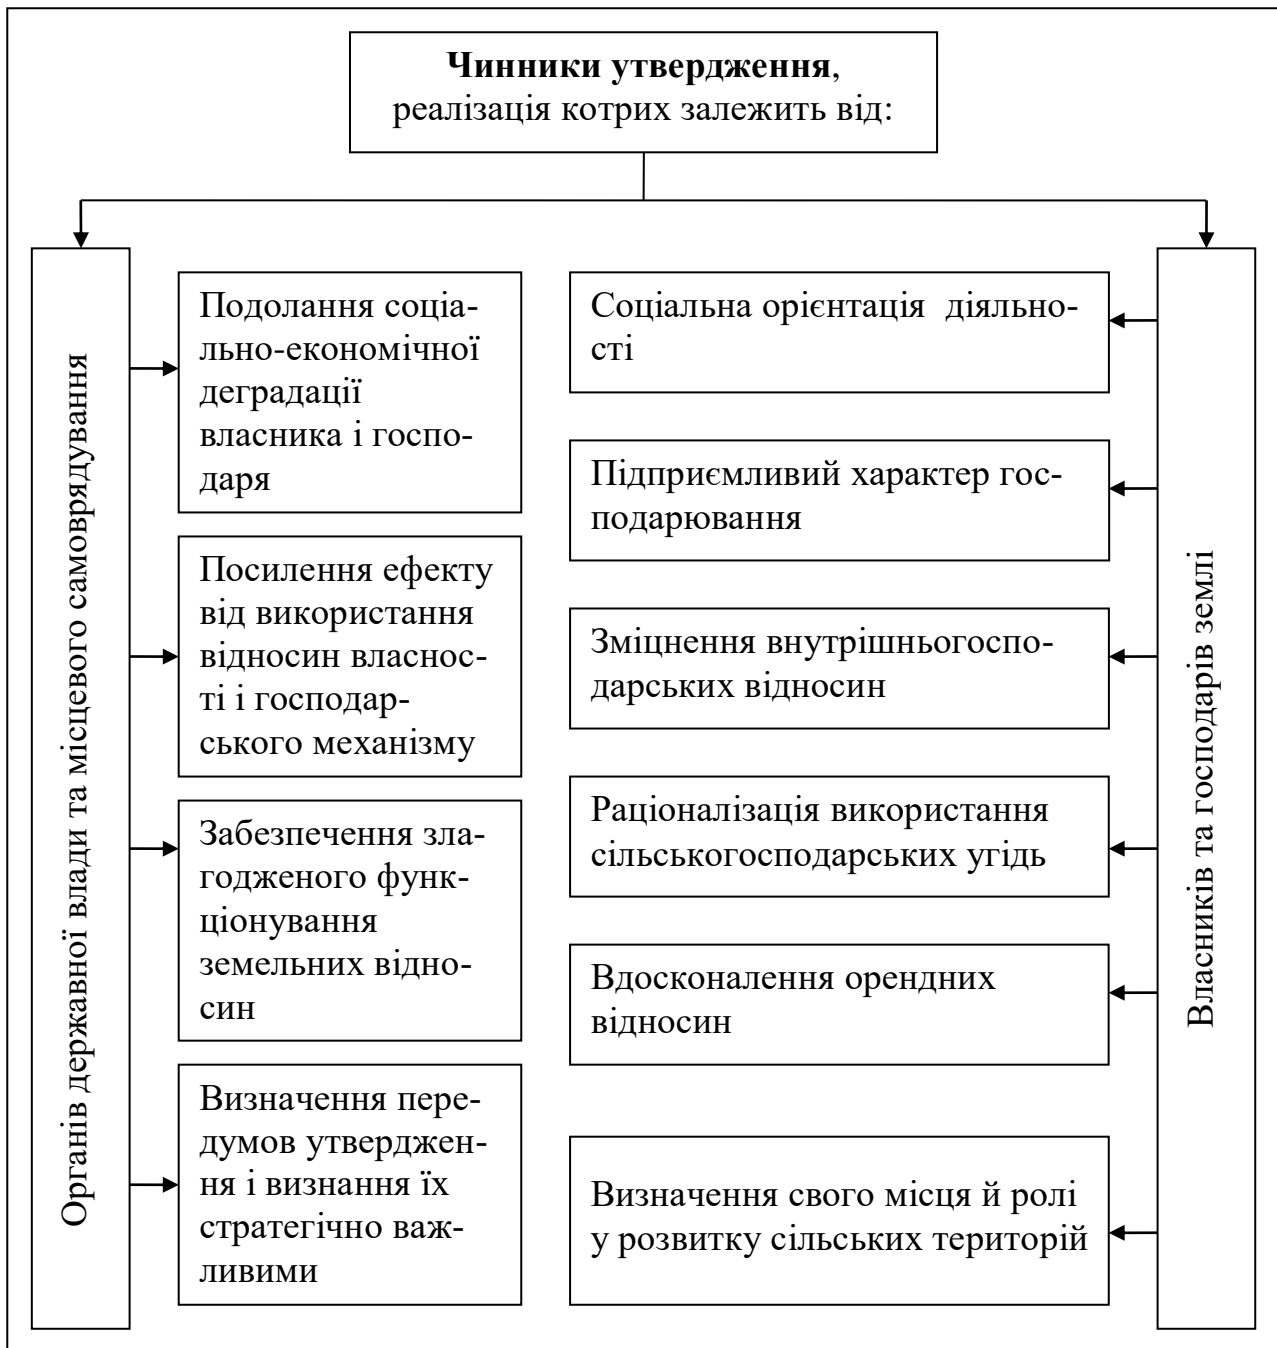 Чинники утвердження,
реалізація котрих залежить від:
Органів державної влади та місцевого самоврядування
Подолання соціа-
льно-економічної
деградації
власника і госпо-
даря
Посилення ефекту
від використання
відносин власнос-
ті і господар-
ського механізму
Забезпечення зла-
годженого функ-
ціонування
земельних відно-
син
Визначення пере-
думов утверджен-
ня і визнання їх
стратегічно важ-
ливими
Соціальна орієнтація діяльно-
сті
Підприємливий характер гос-
подарювання
Зміцнення внутрішньогоспо-
дарських відносин
Раціоналізація використання
сільськогосподарських угідь
Вдосконалення орендних
відносин
Визначення свого місця й ролі
у розвитку сільських територій
Власників та господарів землі